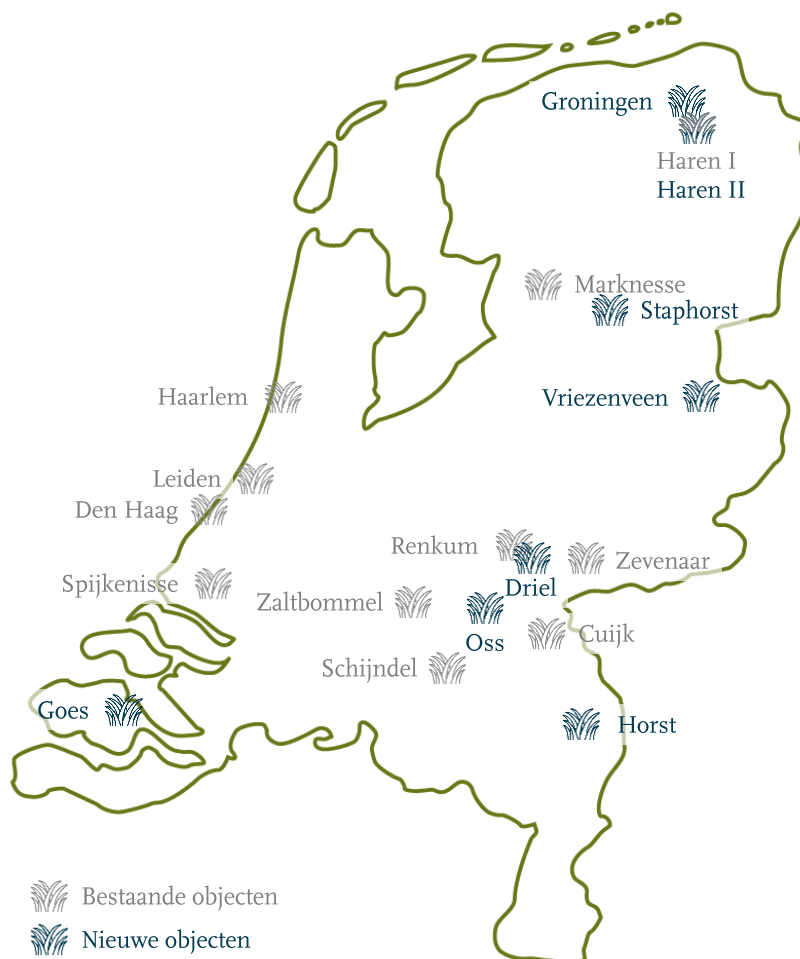 Groningen
Haren I
Haren II
Marknesse
Staphorst
Haarlem
Vriezenveen
Leiden
Den Haag
Renkum
Zevenaar
Spijkenisse
Driel
Zaltbommel
Oss
Cuijk
Schijndel
Goes
Horst
Bestaande objecten
Nieuwe objecten